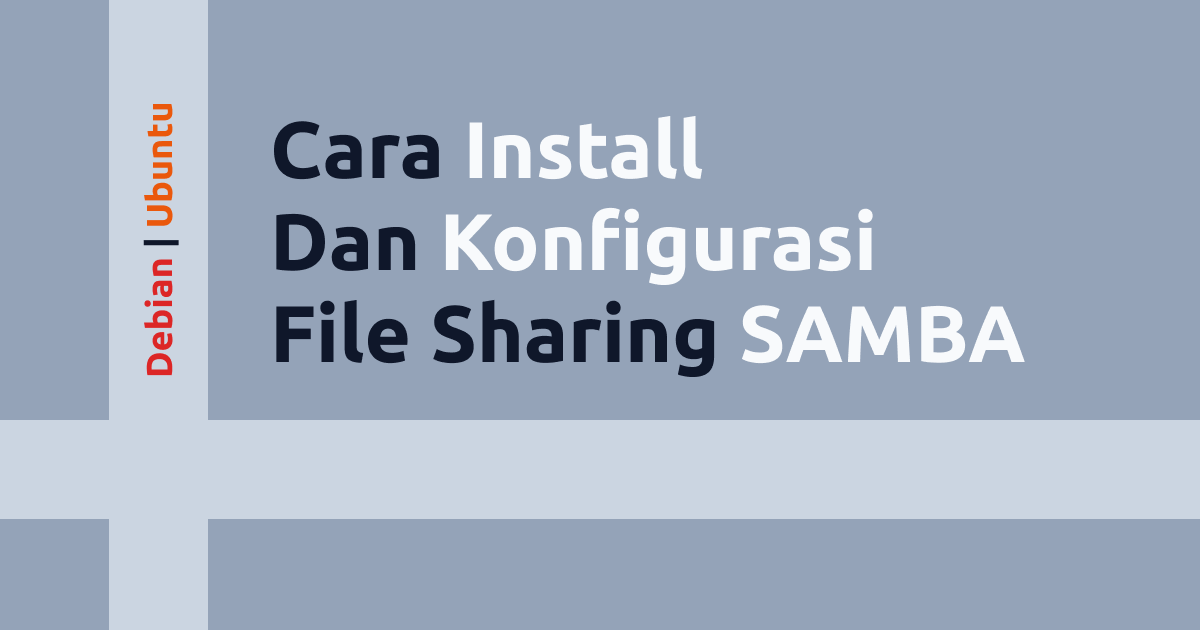 Debian | Ubuntu
Cara Install
Dan Konfigurasi
File Sharing SAMBA